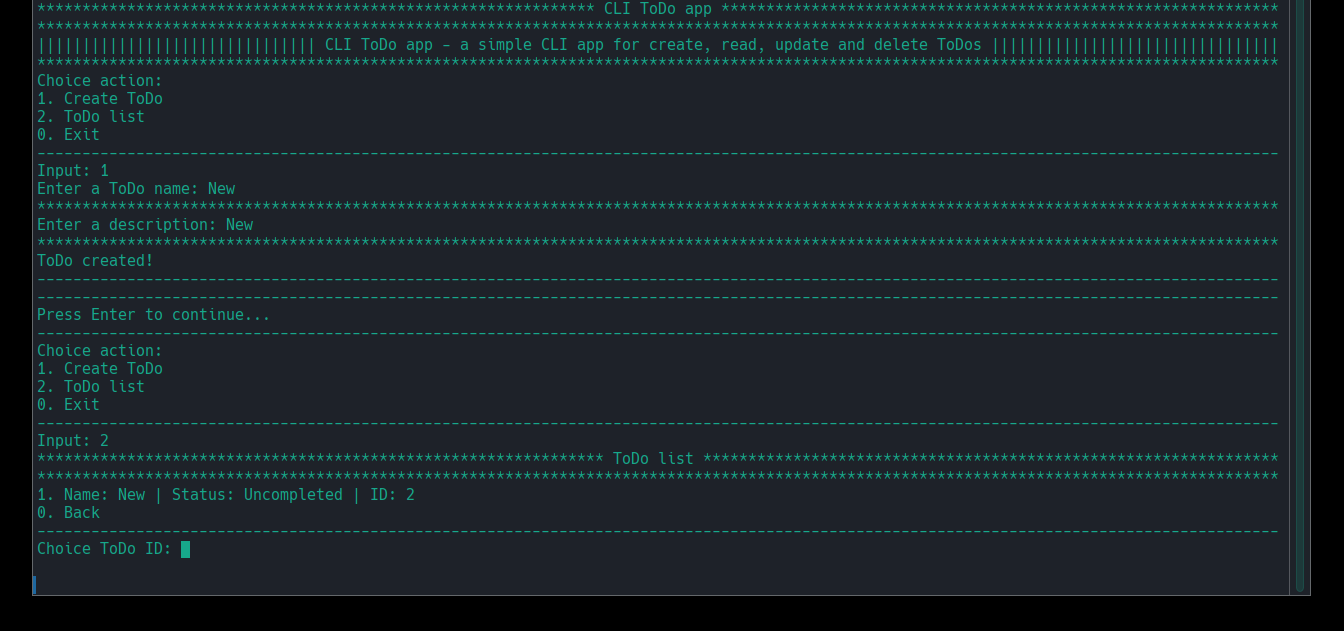 ************************************************************** CLI ToDo app **************************************************************
******************************************************************************************************************************************
||||||||||||||||||||||||||||||| CLI ToDo app - a simple CLI app for create, read, update and delete ToDos ||||||||||||||||||||||||||||||||
******************************************************************************************************************************************
Choice action:
1. Create ToDo
2. ToDo list
0. Exit
------------------------------------------------------------------------------------------------------------------------------------------
Input: 1
Enter a ToDo name: New
******************************************************************************************************************************************
Enter a description: New
******************************************************************************************************************************************
ToDo created!
------------------------------------------------------------------------------------------------------------------------------------------
------------------------------------------------------------------------------------------------------------------------------------------
Press Enter to continue...
------------------------------------------------------------------------------------------------------------------------------------------
Choice action:
1. Create ToDo
2. ToDo list
0. Exit
------------------------------------------------------------------------------------------------------------------------------------------
Input: 2
*************************************************************** ToDo list ****************************************************************
******************************************************************************************************************************************
1. Name: New | Status: Uncompleted | ID: 2
0. Back
------------------------------------------------------------------------------------------------------------------------------------------
Choice ToDo ID: